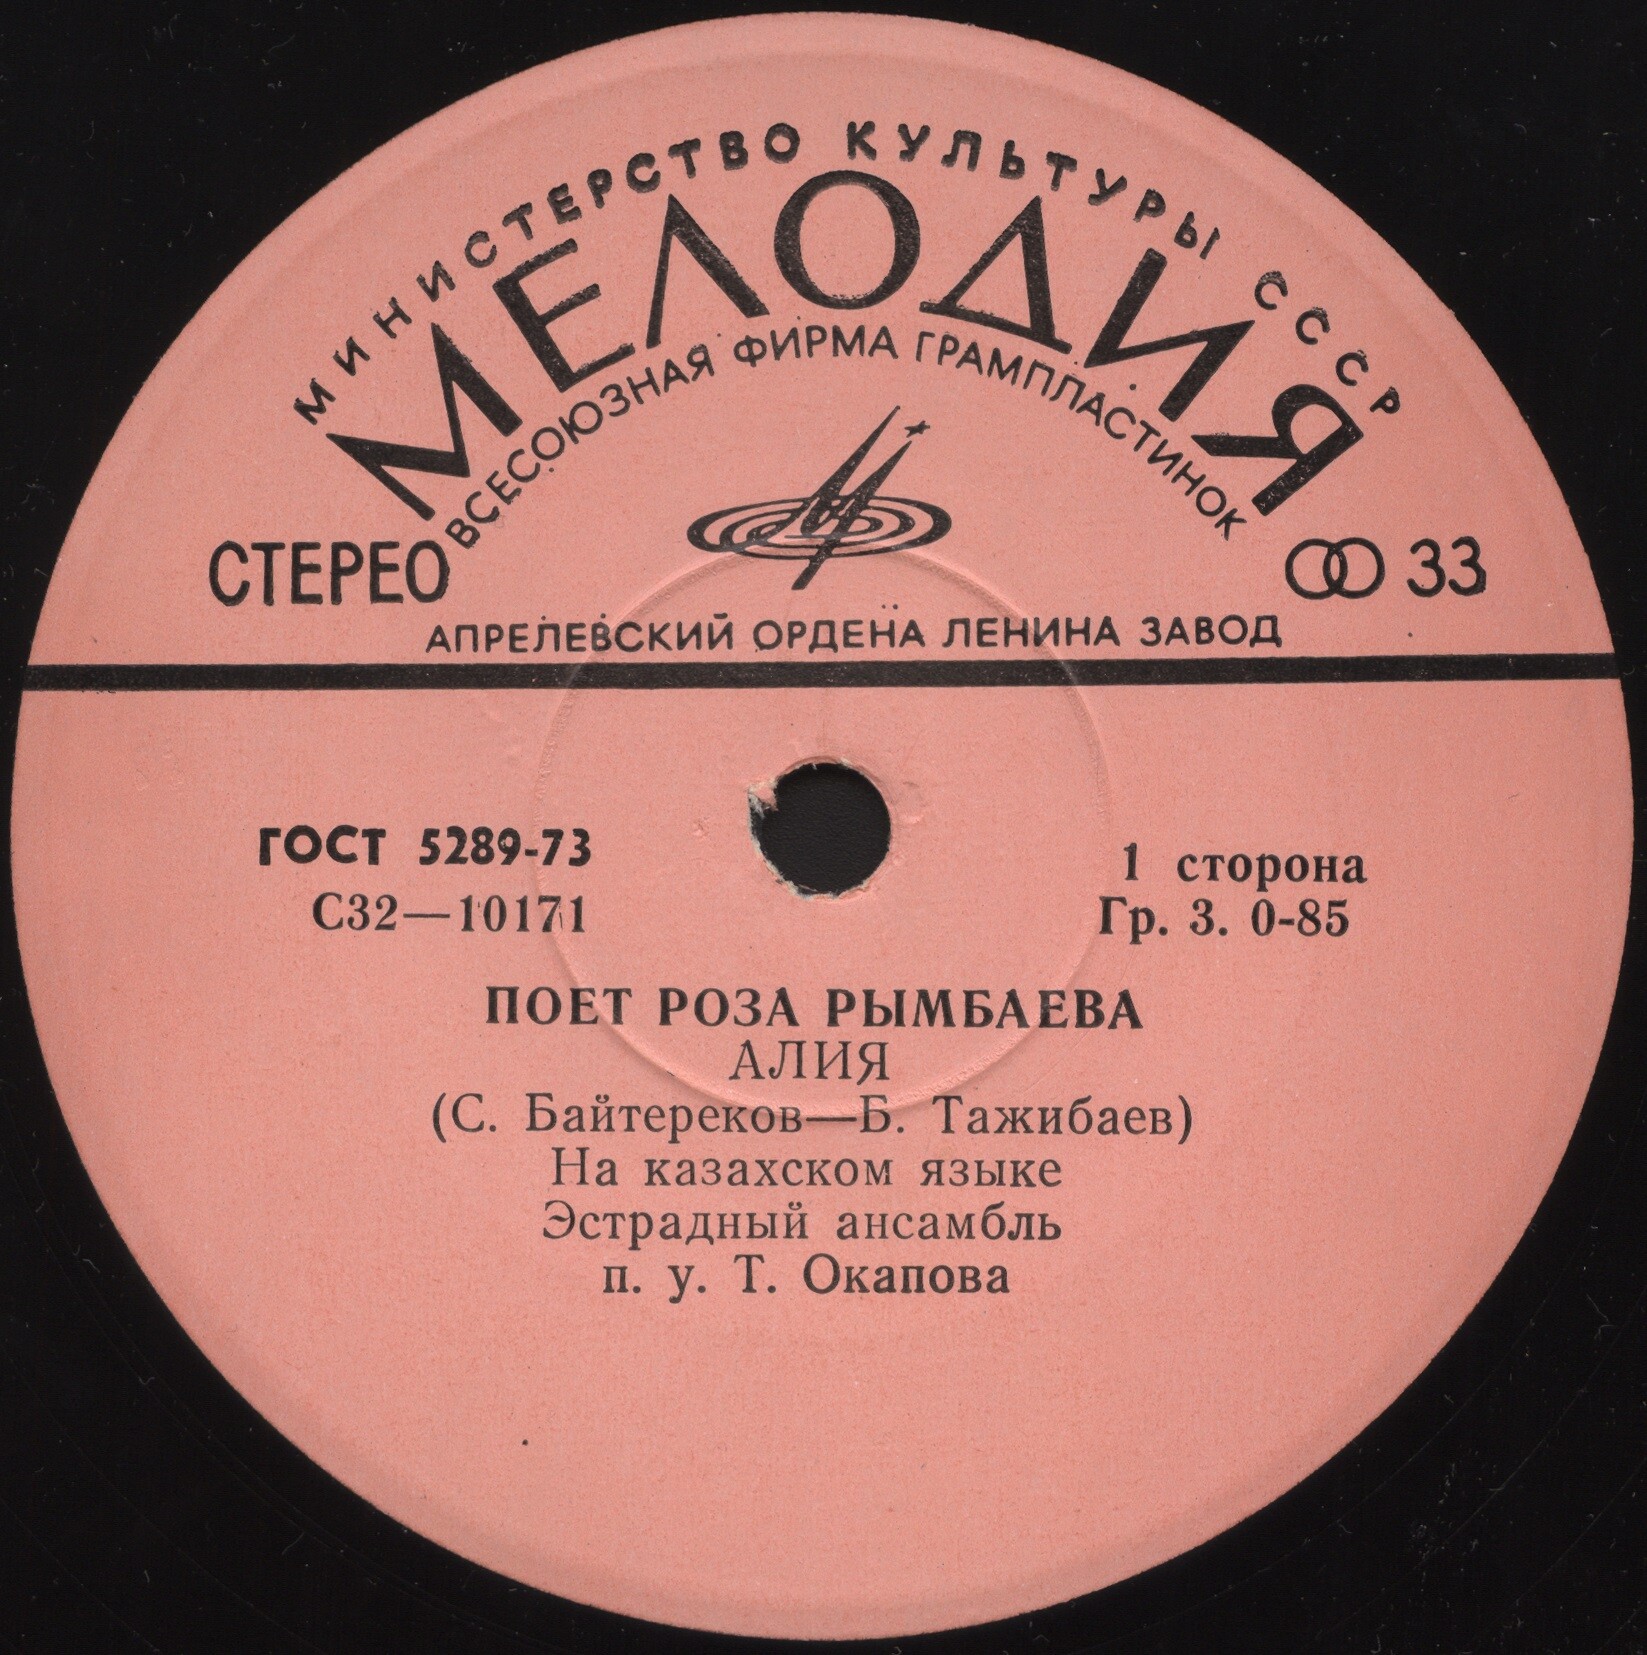 МИНИСТЕРСТВО КУЛЬТУРЫ СССР
МЕЛОДИЯ
ВСЕСОЮЗНАЯ ФИРМА ГРАМПЛАСТИНОК
СТЕРЕО
33
АПРЕЛЕВСКИЙ ОРДЕНА ЛЕНИНА ЗАВОД
ГОСТ 5289-73
С32—10171
1 сторона
Гр. 3. 0-85
ПОЕТ РОЗА РЫМБАЕВА
АЛИЯ
(С. Байтереков—Б. Тажибаев)
На казахском языке
Эстрадный ансамбль
п. у. Т. Окапова